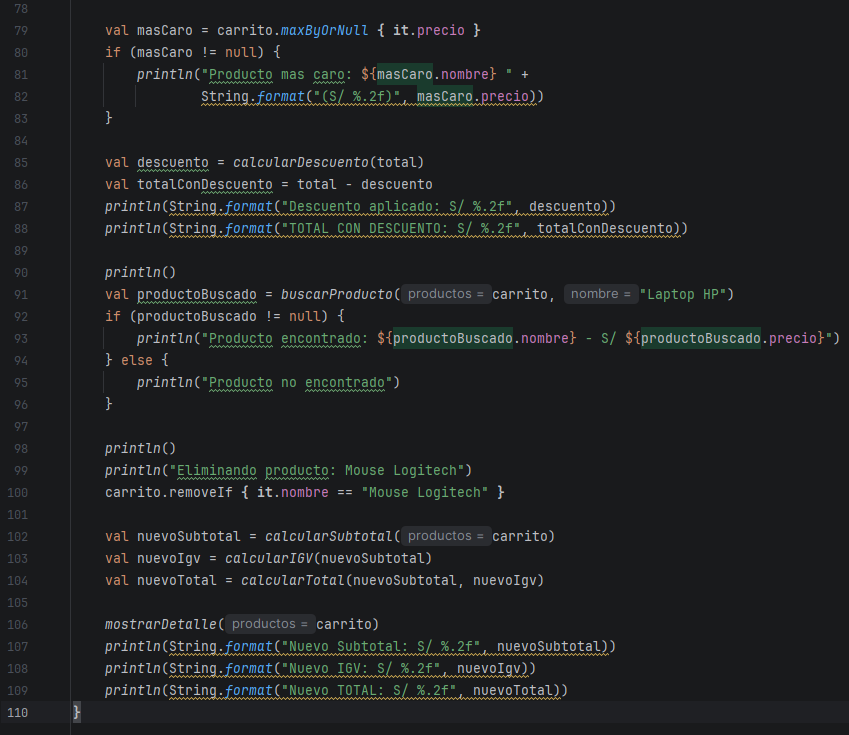 78
79 val masCaro = carrito.maxByOrNull { it.precio }
80 if (masCaro != null) {
81 println("Producto mas caro: ${masCaro.nombre} " +
82 String.format("(S/ %.2f)", masCaro.precio))
83 }
84
85 val descuento = calcularDescuento(total)
86 val totalConDescuento = total - descuento
87 println(String.format("Descuento aplicado: S/ %.2f", descuento))
88 println(String.format("TOTAL CON DESCUENTO: S/ %.2f", totalConDescuento))
89
90 println()
91 val productoBuscado = buscarProducto( productos = carrito, nombre = "Laptop HP")
92 if (productoBuscado != null) {
93 println("Producto encontrado: ${productoBuscado.nombre} - S/ ${productoBuscado.precio}")
94 } else {
95 println("Producto no encontrado")
96 }
97
98 println()
99 println("Eliminando producto: Mouse Logitech")
100 carrito.removeIf { it.nombre == "Mouse Logitech" }
101
102 val nuevoSubtotal = calcularSubtotal( productos = carrito)
103 val nuevoIgv = calcularIGV(nuevoSubtotal)
104 val nuevoTotal = calcularTotal(nuevoSubtotal, nuevoIgv)
105
106 mostrarDetalle( productos = carrito)
107 println(String.format("Nuevo Subtotal: S/ %.2f", nuevoSubtotal))
108 println(String.format("Nuevo IGV: S/ %.2f", nuevoIgv))
109 println(String.format("Nuevo TOTAL: S/ %.2f", nuevoTotal))
110 }